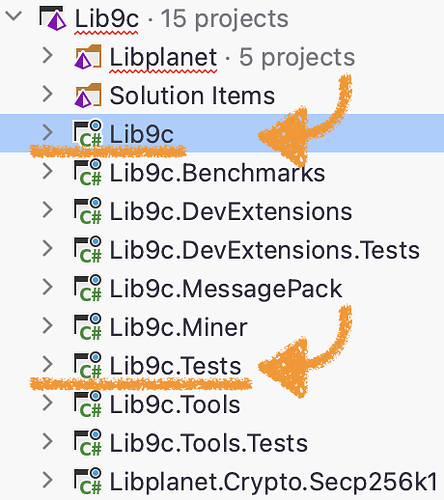 Lib9c · 15 projects
Libplanet · 5 projects
Solution Items
C# Lib9c
C# Lib9c.Benchmarks
C# Lib9c.DevExtensions
C# Lib9c.DevExtensions.Tests
C# Lib9c.MessagePack
C# Lib9c.Miner
C# Lib9c.Tests
C# Lib9c.Tools
C# Lib9c.Tools.Tests
C# Libplanet.Crypto.Secp256k1